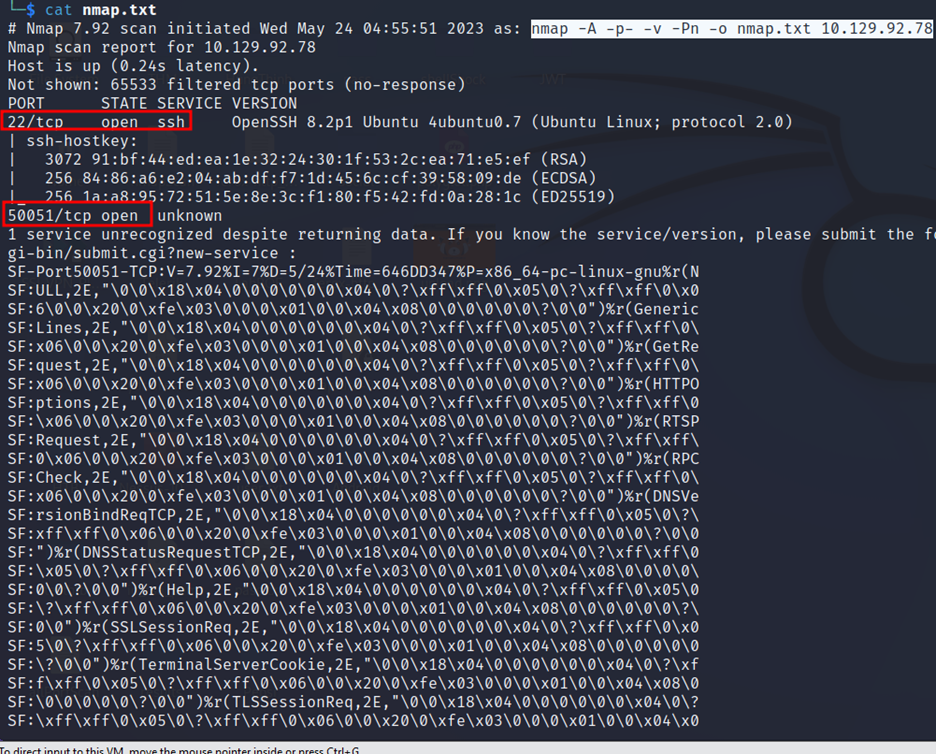 └─$ cat nmap.txt
# Nmap 7.92 scan initiated Wed May 24 04:55:51 2023 as: nmap -A -p- -v -Pn -o nmap.txt 10.129.92.78
Nmap scan report for 10.129.92.78
Host is up (0.24s latency).
Not shown: 65533 filtered tcp ports (no-response)
PORT      STATE SERVICE VERSION
22/tcp    open  ssh     OpenSSH 8.2p1 Ubuntu 4ubuntu0.7 (Ubuntu Linux; protocol 2.0)
| ssh-hostkey:
|   3072 91:bf:44:ed:ea:1e:32:24:30:1f:53:2c:ea:71:e5:ef (RSA)
|   256 84:86:a6:e2:04:ab:df:f7:1d:45:6c:cf:39:58:09:de (ECDSA)
|_  256 1a:a8:95:72:51:5e:8e:3c:f1:80:f5:42:fd:0a:28:1c (ED25519)
50051/tcp open  unknown
1 service unrecognized despite returning data. If you know the service/version, please submit the fo
gi-bin/submit.cgi?new-service :
SF-Port50051-TCP:V=7.92%I=7%D=5/24%Time=646DD347%P=x86_64-pc-linux-gnu%r(N
SF:ULL,2E,"\0\0\x18\x04\0\0\0\0\0\0\x04\0\?\xff\xff\0\x05\0\?\xff\xff\0\x0
SF:6\0\0\x20\0\xfe\x03\0\0\0\x01\0\0\x04\x08\0\0\0\0\0\0\?\0\0")%r(Generic
SF:Lines,2E,"\0\0\x18\x04\0\0\0\0\0\0\x04\0\?\xff\xff\0\x05\0\?\xff\xff\0\
SF:x06\0\0\x20\0\xfe\x03\0\0\0\x01\0\0\x04\x08\0\0\0\0\0\0\?\0\0")%r(GetRe
SF:quest,2E,"\0\0\x18\x04\0\0\0\0\0\0\x04\0\?\xff\xff\0\x05\0\?\xff\xff\0\
SF:x06\0\0\x20\0\xfe\x03\0\0\0\x01\0\0\x04\x08\0\0\0\0\0\0\?\0\0")%r(HTTPO
SF:ptions,2E,"\0\0\x18\x04\0\0\0\0\0\0\x04\0\?\xff\xff\0\x05\0\?\xff\xff\0
SF:\x06\0\0\x20\0\xfe\x03\0\0\0\x01\0\0\x04\x08\0\0\0\0\0\0\?\0\0")%r(RTSP
SF:Request,2E,"\0\0\x18\x04\0\0\0\0\0\0\x04\0\?\xff\xff\0\x05\0\?\xff\xff\
SF:0\x06\0\0\x20\0\xfe\x03\0\0\0\x01\0\0\x04\x08\0\0\0\0\0\0\?\0\0")%r(RPC
SF:Check,2E,"\0\0\x18\x04\0\0\0\0\0\0\x04\0\?\xff\xff\0\x05\0\?\xff\xff\0\
SF:x06\0\0\x20\0\xfe\x03\0\0\0\x01\0\0\x04\x08\0\0\0\0\0\0\?\0\0")%r(DNSVe
SF:rsionBindReqTCP,2E,"\0\0\x18\x04\0\0\0\0\0\0\x04\0\?\xff\xff\0\x05\0\?\
SF:xff\xff\0\x06\0\0\x20\0\xfe\x03\0\0\0\x01\0\0\x04\x08\0\0\0\0\0\0\?\0\0
SF:")%r(DNSStatusRequestTCP,2E,"\0\0\x18\x04\0\0\0\0\0\0\x04\0\?\xff\xff\0
SF:\x05\0\?\xff\xff\0\x06\0\0\x20\0\xfe\x03\0\0\0\x01\0\0\x04\x08\0\0\0\0\
SF:0\0\?\0\0")%r(Help,2E,"\0\0\x18\x04\0\0\0\0\0\0\x04\0\?\xff\xff\0\x05\0
SF:\?\xff\xff\0\x06\0\0\x20\0\xfe\x03\0\0\0\x01\0\0\x04\x08\0\0\0\0\0\0\?\
SF:0\0")%r(SSLSessionReq,2E,"\0\0\x18\x04\0\0\0\0\0\0\x04\0\?\xff\xff\0\x0
SF:5\0\?\xff\xff\0\x06\0\0\x20\0\xfe\x03\0\0\0\x01\0\0\x04\x08\0\0\0\0\0\0
SF:\?\0\0")%r(TerminalServerCookie,2E,"\0\0\x18\x04\0\0\0\0\0\0\x04\0\?\xf
SF:f\xff\0\x05\0\?\xff\xff\0\x06\0\0\x20\0\xfe\x03\0\0\0\x01\0\0\x04\x08\0
SF:\0\0\0\0\0\?\0\0")%r(TLSSessionReq,2E,"\0\0\x18\x04\0\0\0\0\0\0\x04\0\?
SF:\xff\xff\0\x05\0\?\xff\xff\0\x06\0\0\x20\0\xfe\x03\0\0\0\x01\0\0\x04\x0
To direct input to this VM, move the mouse pointer inside or press Ctrl+G.